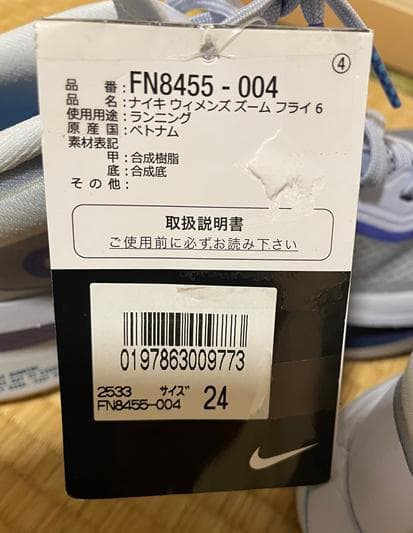 ④
品 番：FN8455 - 004
品 名：ナイキ ウィメンズ ズーム フライ 6
使用用途：ランニング
原 産 国：ベトナム
素材表記
甲：合成樹脂
底：合成底
そ の 他：
取扱説明書
ご使用前に必ずお読み下さい
0197863009773
2533 サイズ 24
FN8455-004